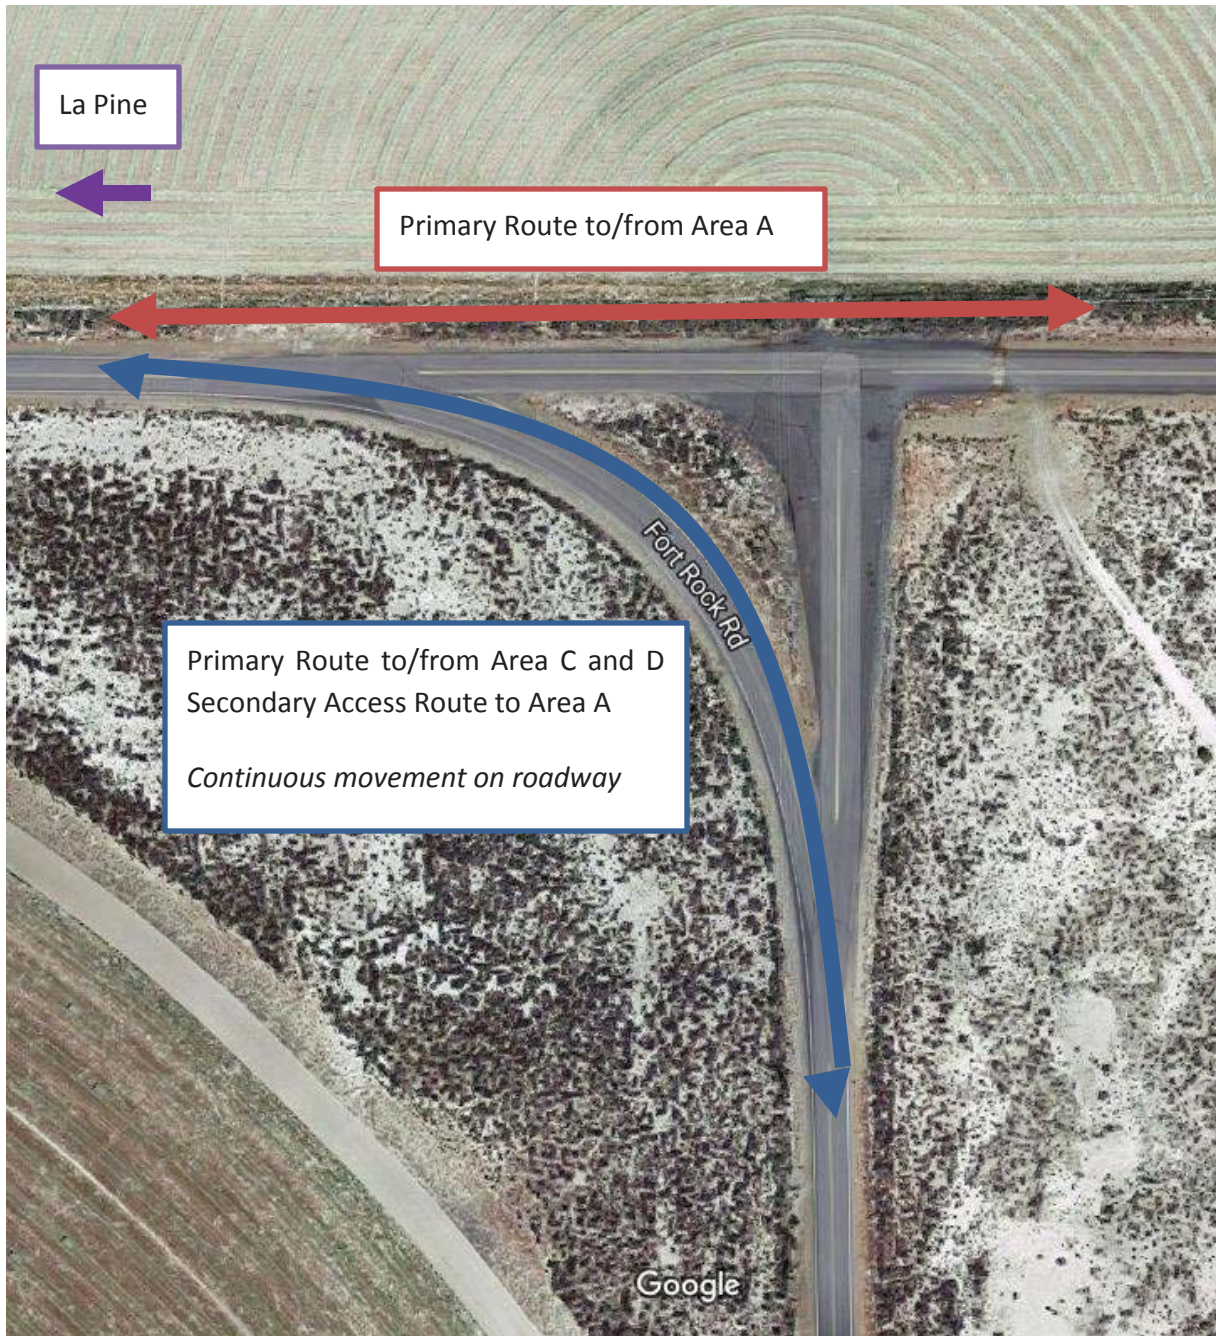 La Pine
Primary Route to/from Area A
Fort Rock Rd
Primary Route to/from Area C and D
Secondary Access Route to Area A
Continuous movement on roadway
Google